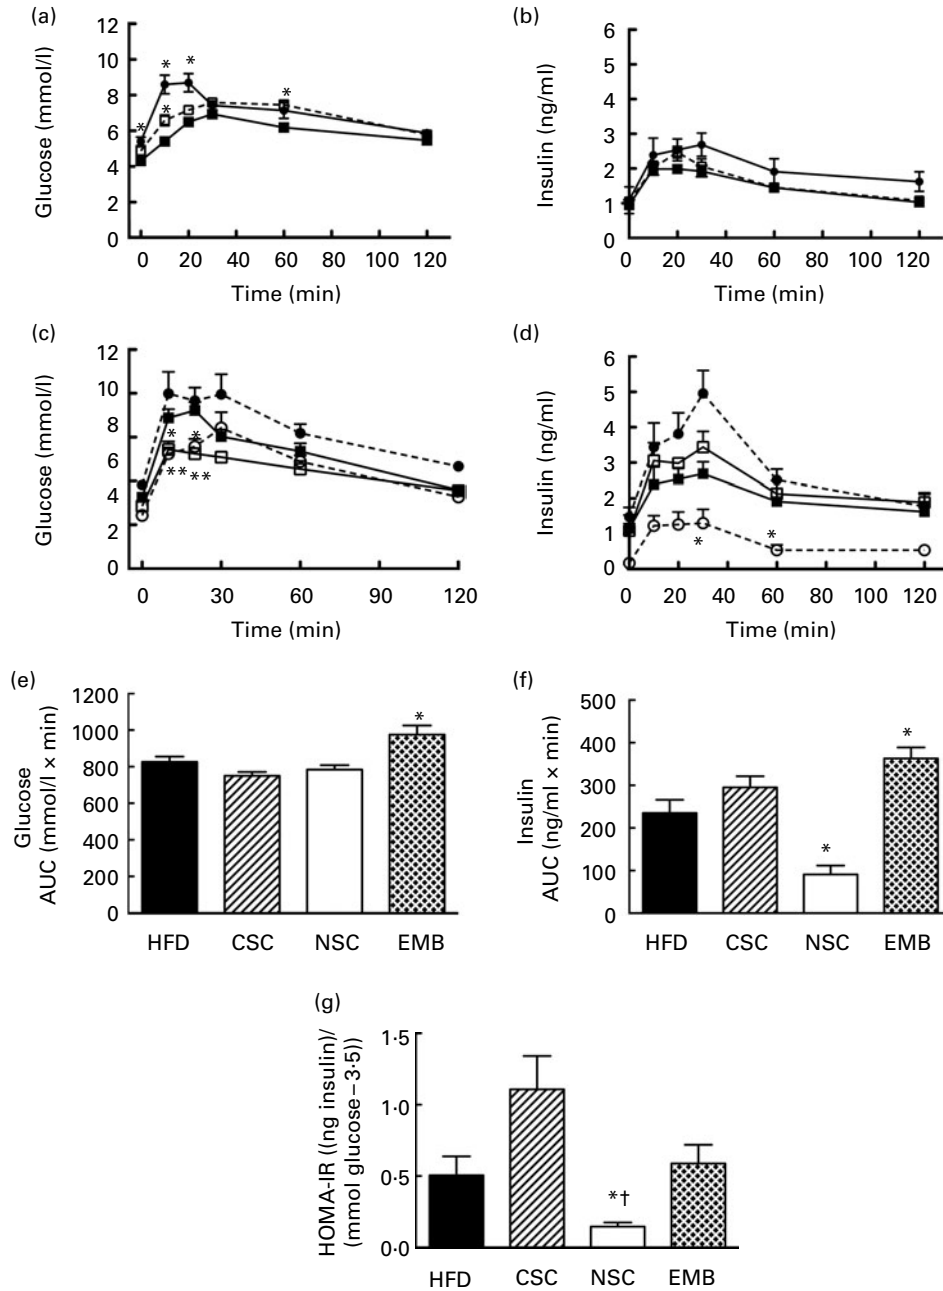 (a)
12
10
8
6
4
2
0
Glucose (mmol/l)
* * * * *
0 20 40 60 80 100 120
Time (min)
(b)
6
5
4
3
2
1
0
Insulin (ng/ml)
0 20 40 60 80 100 120
Time (min)
(c)
12
10
8
6
4
2
0
Glucose (mmol/l)
* *
** **
0 30 60 90 120
Time (min)
(d)
6
5
4
3
2
1
0
Insulin (ng/ml)
* *
0 20 40 60 80 100 120
Time (min)
(e)
1200
1000
800
600
400
200
0
Glucose
AUC (mmol/l × min)
*
HFD CSC NSC EMB
(f)
500
400
300
200
100
0
Insulin
AUC (ng/ml × min)
* *
HFD CSC NSC EMB
(g)
1·5
1·0
0·5
0·0
HOMA-IR ((ng insulin)/
(mmol glucose–3·5))
*†
HFD CSC NSC EMB